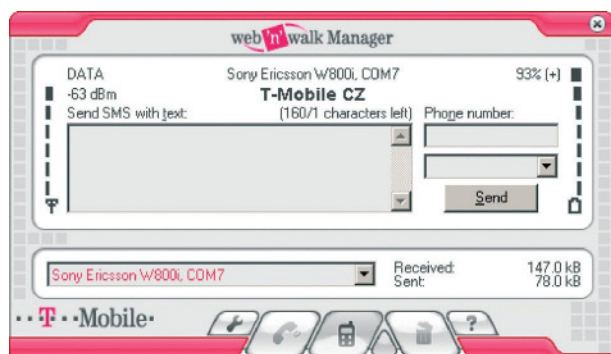 web'n'walk Manager
DATA Sony Ericsson W800i, COM7 93% (+)
-63 dBm T-Mobile CZ
Send SMS with text: (160/1 characters left) Phone number:
Send
Sony Ericsson W800i, COM7
Received: 147.0 kB
Sent: 78.0 kB
··T··Mobile·
?